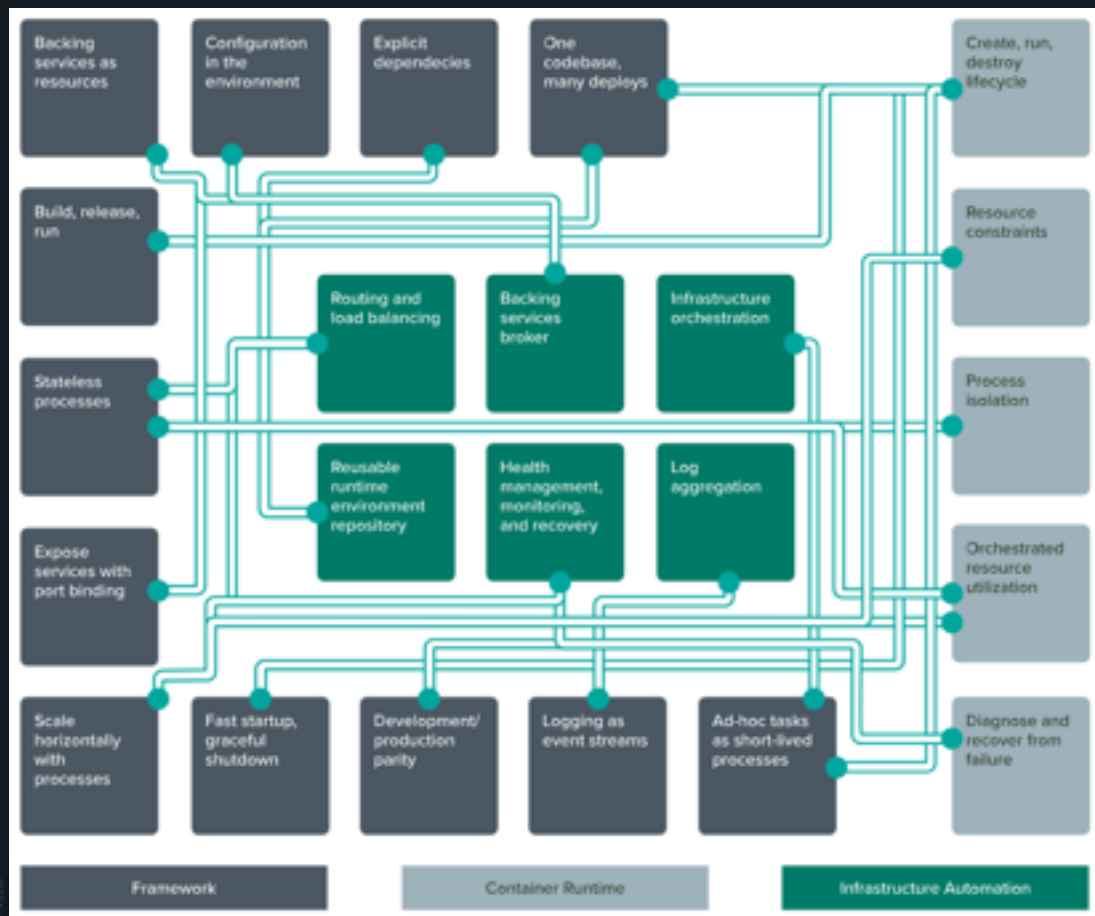 Backing
services as
resources
Configuration
in the
environment
Explicit
dependecies
One
codebase,
many deploys
Create, run,
destroy
lifecycle
Build, release,
run
Resource
constraints
Routing and
load balancing
Backing
services
broker
Infrastructure
orchestration
Stateless
processes
Process
isolation
Reusable
runtime
environment
repository
Health
management,
monitoring,
and recovery
Log
aggregation
Expose
services with
port binding
Orchestrated
resource
utilization
Scale
horizontally
with
processes
Fast startup,
graceful
shutdown
Development/
production
parity
Logging as
event streams
Ad-hoc tasks
as short-lived
processes
Diagnose and
recover from
failure
Framework
Container Runtime
Infrastructure Automation